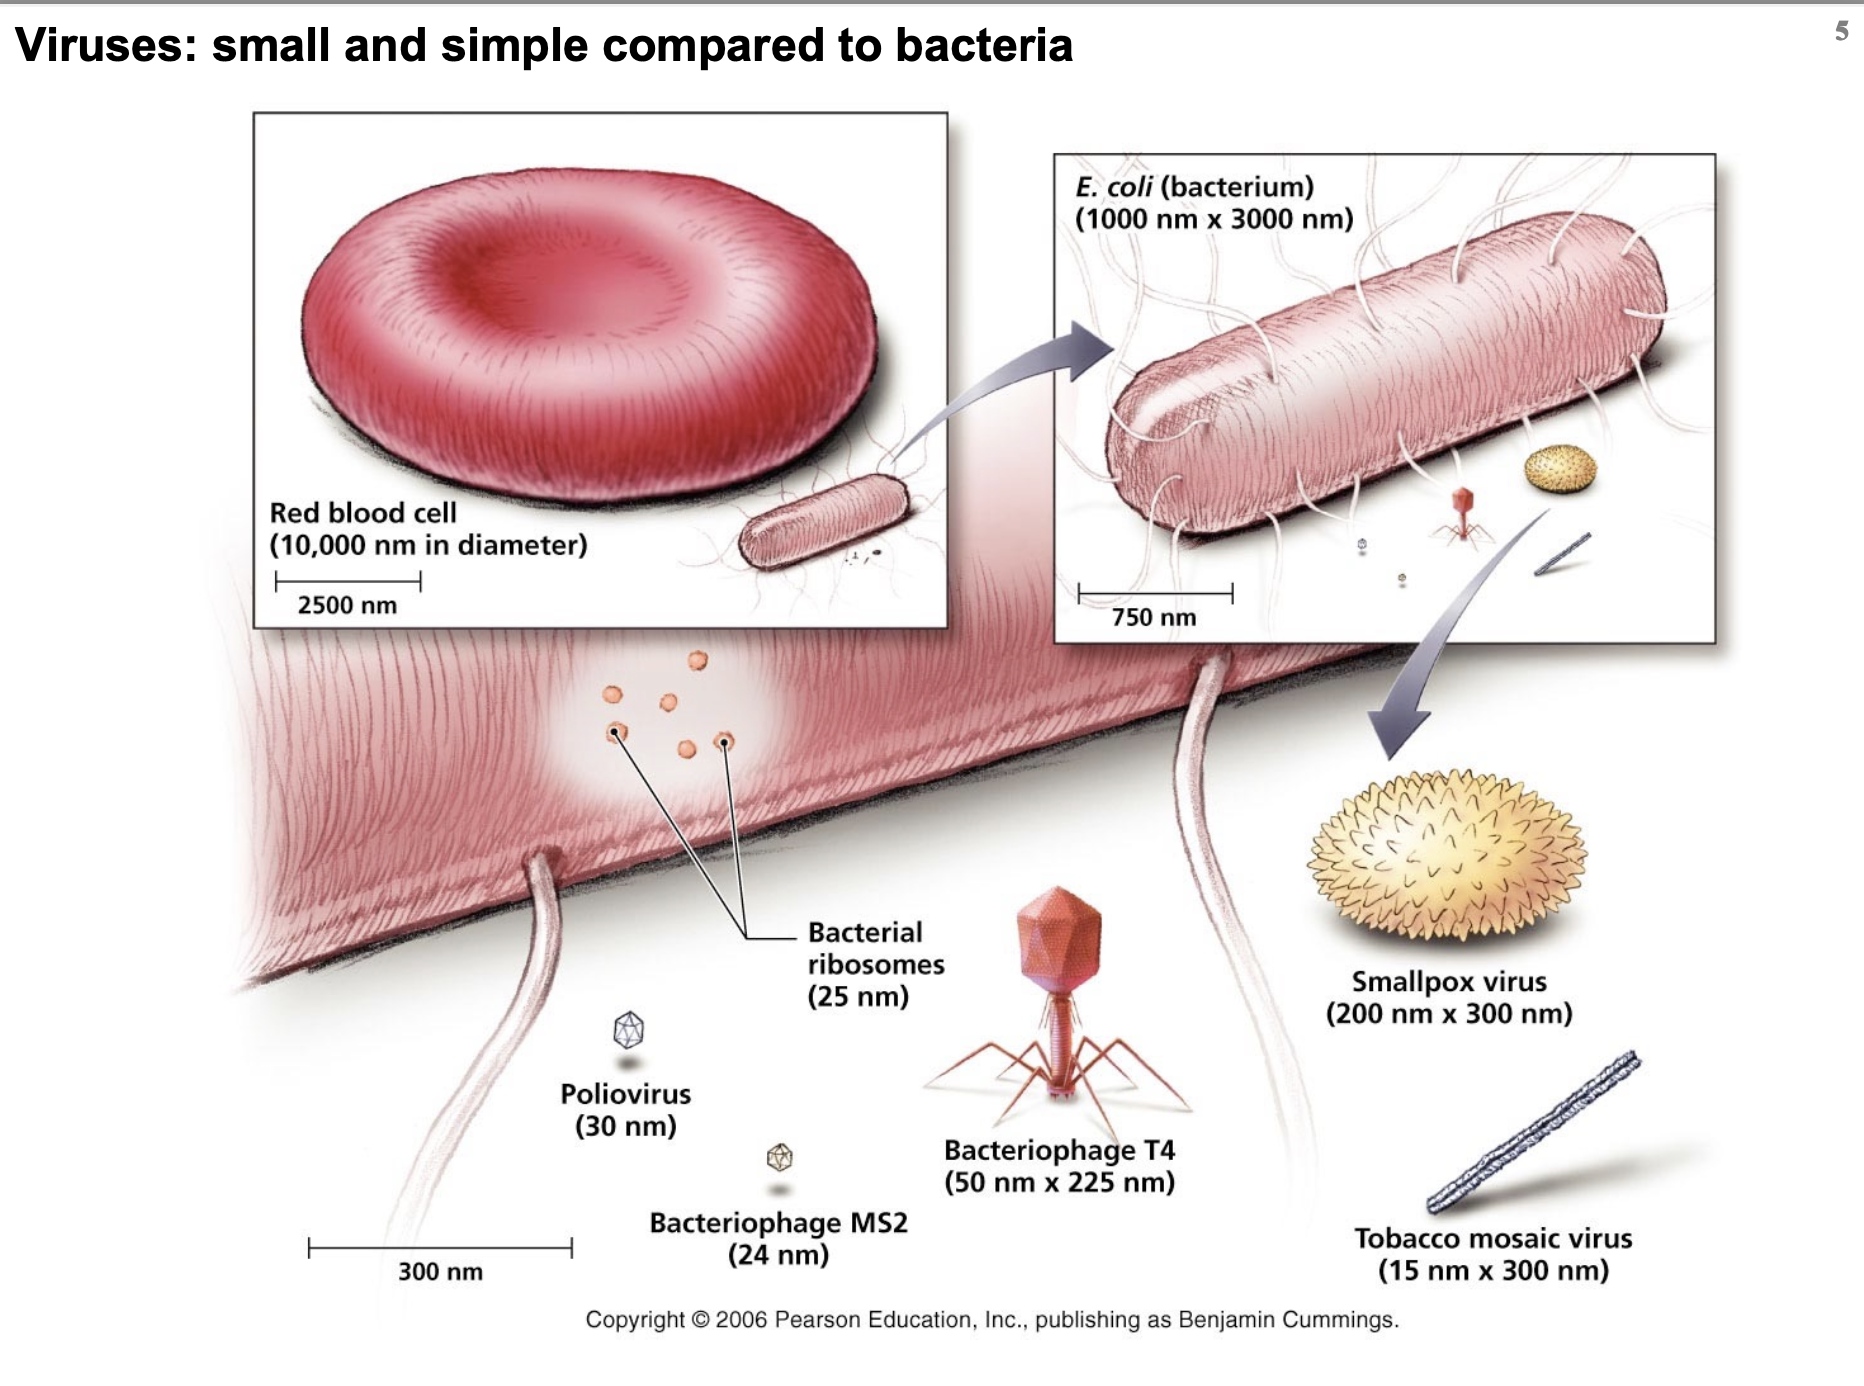 Viruses: small and simple compared to bacteria
5
Red blood cell
(10,000 nm in diameter)
2500 nm
E. coli (bacterium)
(1000 nm x 3000 nm)
750 nm
Bacterial
ribosomes
(25 nm)
Smallpox virus
(200 nm x 300 nm)
Poliovirus
(30 nm)
Bacteriophage T4
(50 nm x 225 nm)
Bacteriophage MS2
(24 nm)
Tobacco mosaic virus
(15 nm x 300 nm)
300 nm
Copyright © 2006 Pearson Education, Inc., publishing as Benjamin Cummings.